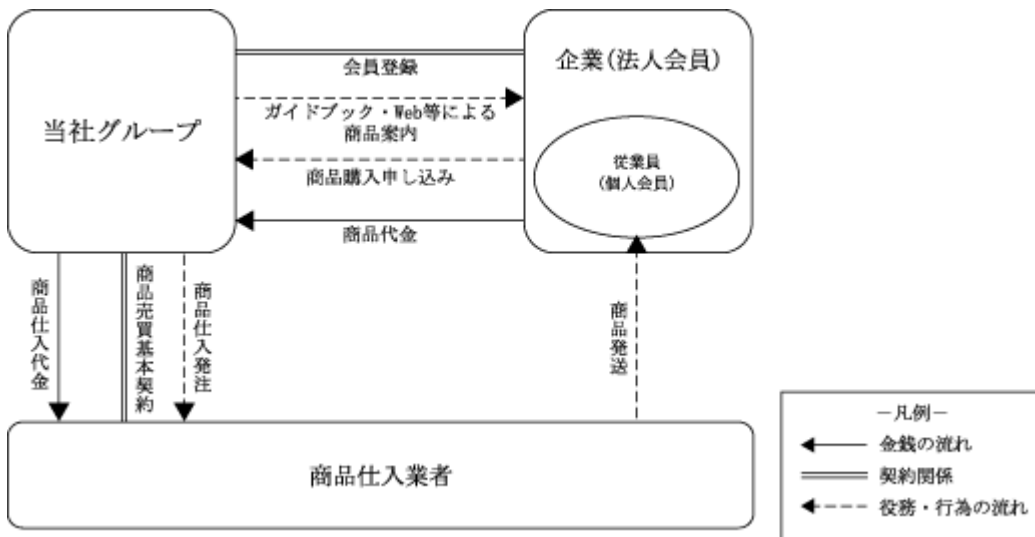 当社グループ
企業(法人会員)
会員登録
ガイドブック・Web等による
商品案内
商品購入申し込み
商品代金
従業員
(個人会員)
商品仕入代金
商品売買基本契約
商品仕入発注
商品発送
商品仕入業者
－凡例－
金銭の流れ
契約関係
役務・行為の流れ